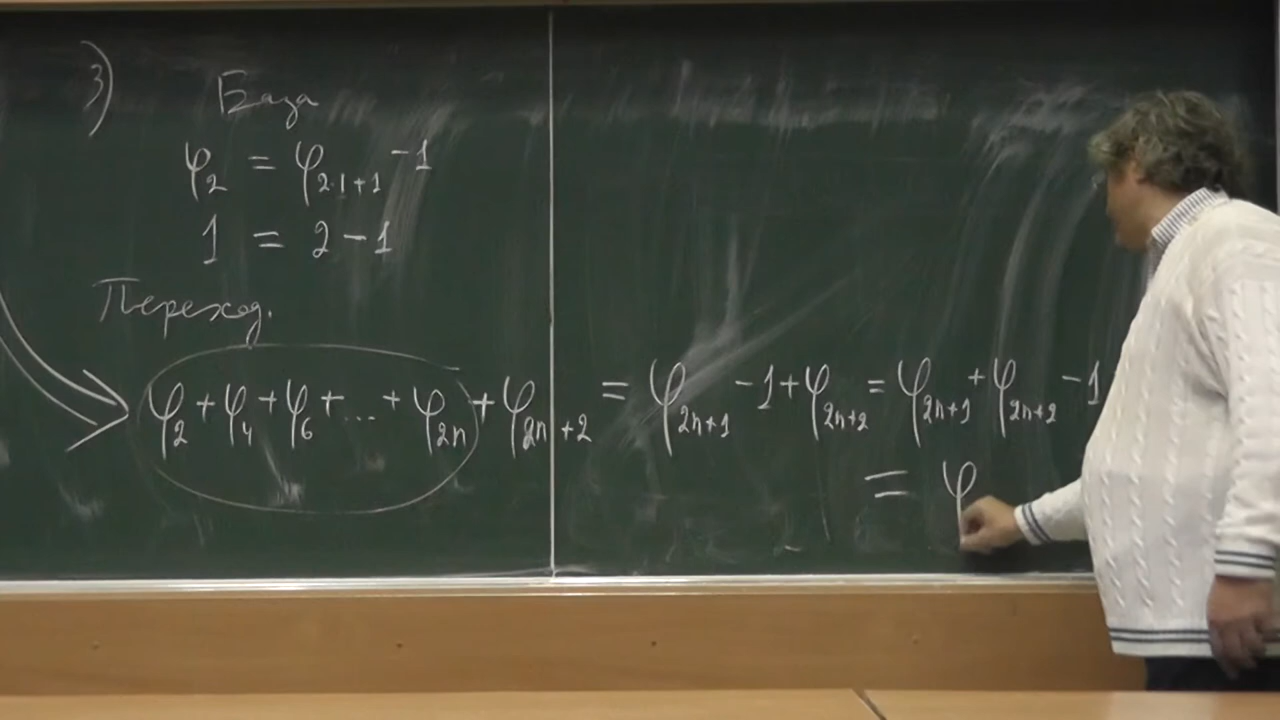 3)
База
φ₂ = φ₂.₁₊₁ -1
1 = 2-1
Переход.
φ₂+φ₄+φ₆+...+φ₂ₙ+φ₂ₙ₊₂ = φ₂ₙ₊₁ -1+φ₂ₙ₊₂ = φ₂ₙ₊₁+φ₂ₙ₊₂ -1
= φ